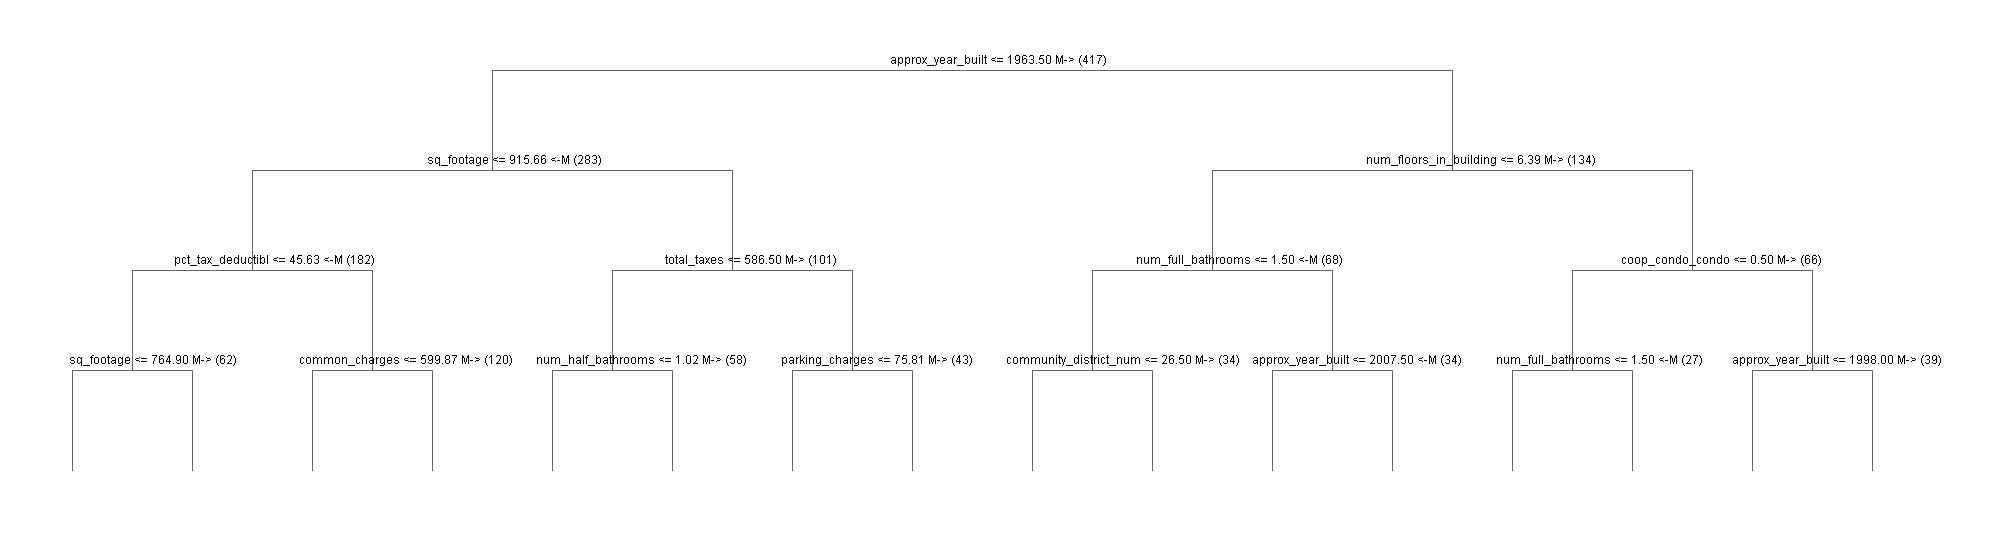 approx_year_built <= 1963.50 M-> (417)
sq_footage <= 915.66 <-M (283)
num_floors_in_building <= 6.39 M-> (134)
pct_tax_deductibl <= 45.63 <-M (182)
total_taxes <= 586.50 M-> (101)
num_full_bathrooms <= 1.50 <-M (68)
coop_condo_condo <= 0.50 M-> (66)
sq_footage <= 764.90 M-> (62)
common_charges <= 599.87 M-> (120)
num_half_bathrooms <= 1.02 M-> (58)
parking_charges <= 75.81 M-> (43)
community_district_num <= 26.50 M-> (34)
approx_year_built <= 2007.50 <-M (34)
num_full_bathrooms <= 1.50 <-M (27)
approx_year_built <= 1998.00 M-> (39)